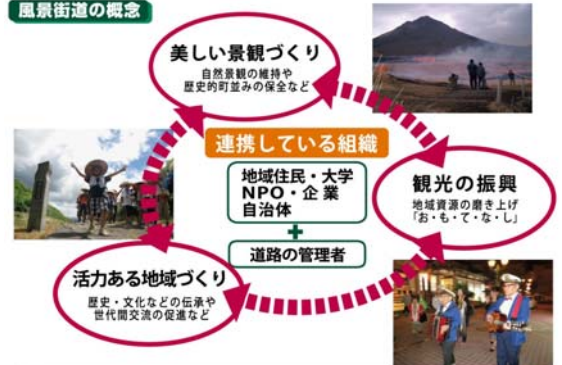 風景街道の概念
美しい景観づくり
自然景観の維持や
歴史的町並みの保全など
連携している組織
地域住民・大学
NPO・企業
自治体
+
道路の管理者
観光の振興
地域資源の磨き上げ
「お・も・て・な・し」
活力ある地域づくり
歴史・文化などの伝承や
世代間交流の促進など